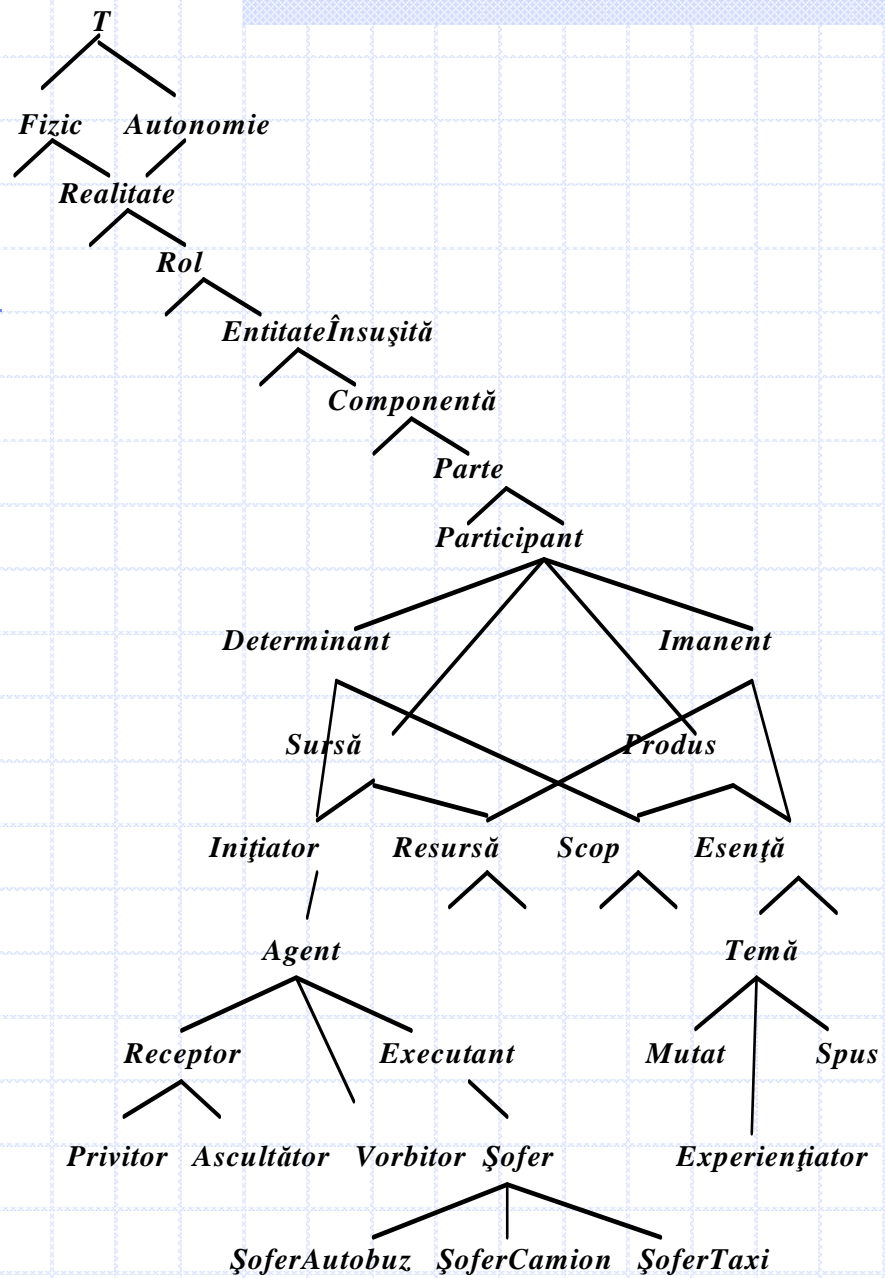 T
Fizic Autonomie
Realitate
Rol
EntitateÎnsuşită
Componentă
Parte
Participant
Determinant Imanent
Sursă Produs
Iniţiator Resursă Scop Esenţă
Agent Temă
Receptor Executant Mutat Spus
Privitor Ascultător Vorbitor Şofer Experienţiator
ŞoferAutobuz ŞoferCamion ŞoferTaxi